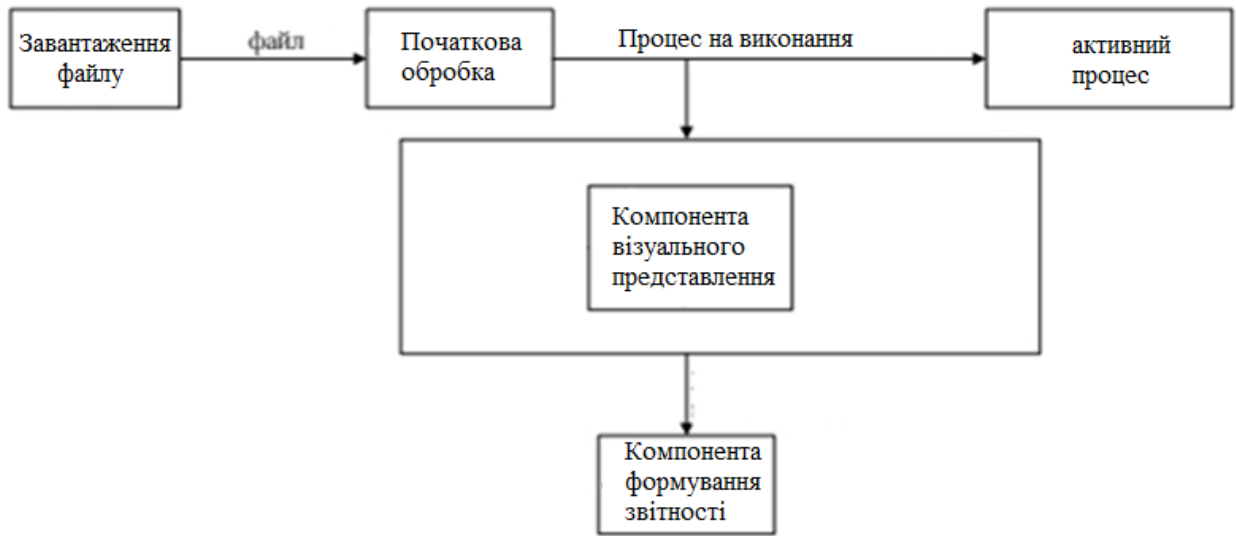 Завантаження
файлу
файл
Початкова
обробка
Процес на виконання
активний
процес
Компонента
візуального
представлення
Компонента
формування
звітності